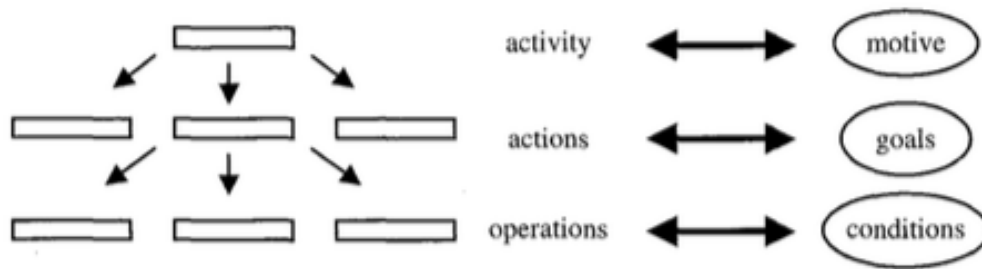 activity motive
actions goals
operations conditions